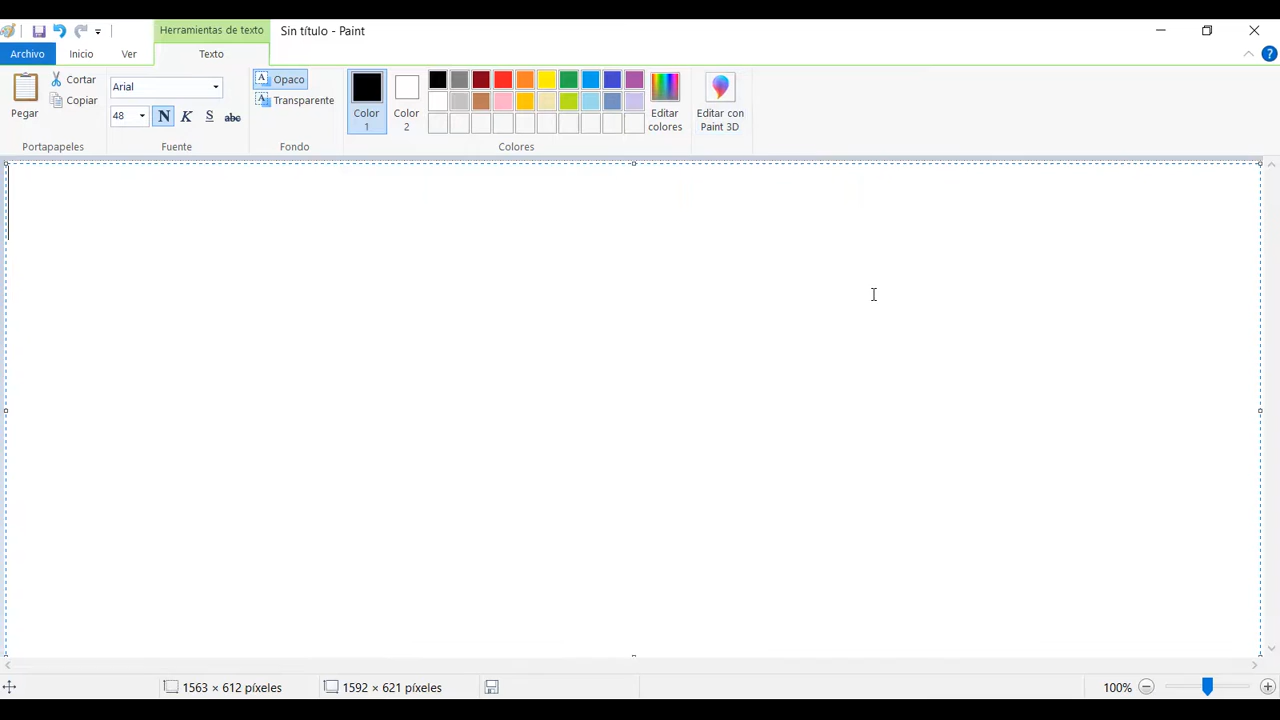 Herramientas de texto
Sin título - Paint
Archivo
Inicio
Ver
Texto
Pegar
Cortar
Copiar
Portapapeles
Arial
48
N K S abc
Fuente
Opaco
Transparente
Fondo
Color 1
Color 2
Editar colores
Colores
Editar con Paint 3D
1563 × 612 píxeles
1592 × 621 píxeles
100%